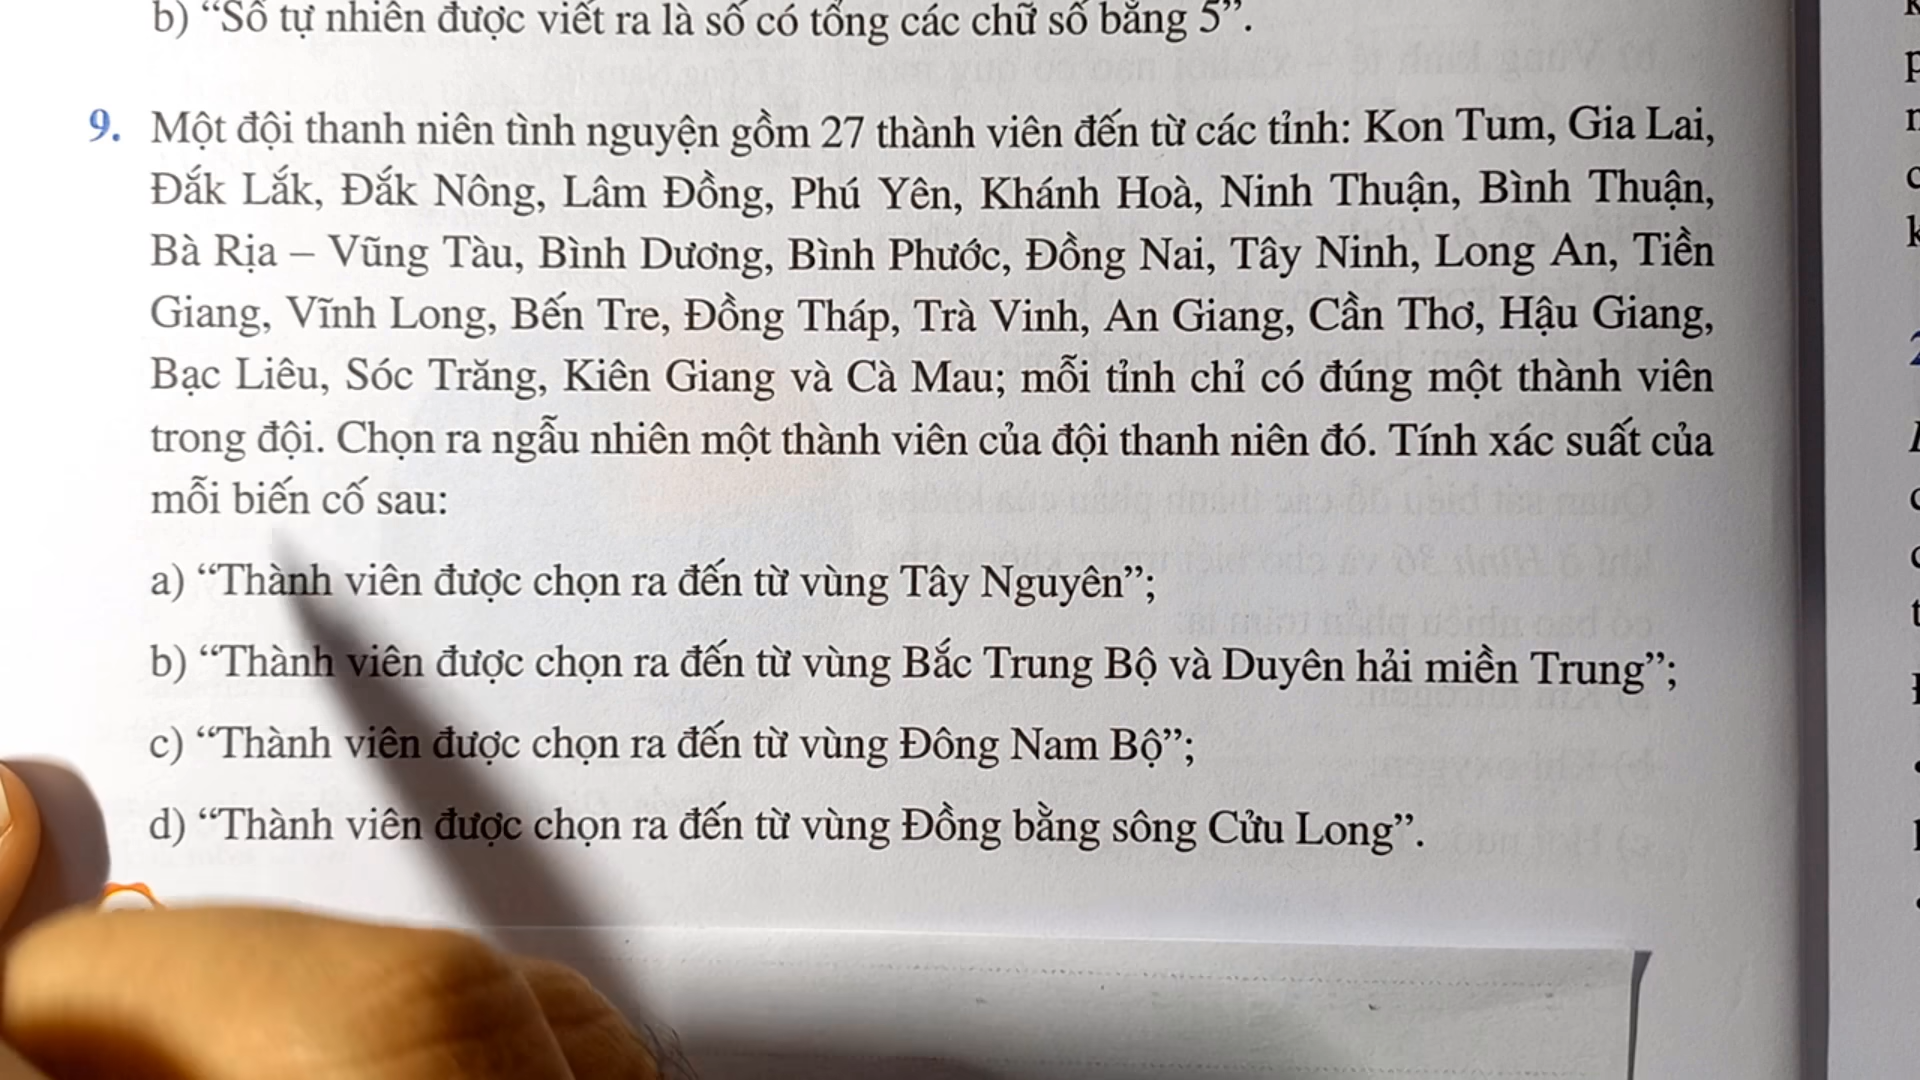 b) “Số tự nhiên được viết ra là số có tổng các chữ số bằng 5”.
9. Một đội thanh niên tình nguyện gồm 27 thành viên đến từ các tỉnh: Kon Tum, Gia Lai,
Đắk Lắk, Đắk Nông, Lâm Đồng, Phú Yên, Khánh Hoà, Ninh Thuận, Bình Thuận,
Bà Rịa – Vũng Tàu, Bình Dương, Bình Phước, Đồng Nai, Tây Ninh, Long An, Tiền
Giang, Vĩnh Long, Bến Tre, Đồng Tháp, Trà Vinh, An Giang, Cần Thơ, Hậu Giang,
Bạc Liêu, Sóc Trăng, Kiên Giang và Cà Mau; mỗi tỉnh chỉ có đúng một thành viên
trong đội. Chọn ra ngẫu nhiên một thành viên của đội thanh niên đó. Tính xác suất của
mỗi biến cố sau:
a) “Thành viên được chọn ra đến từ vùng Tây Nguyên”;
b) “Thành viên được chọn ra đến từ vùng Bắc Trung Bộ và Duyên hải miền Trung”;
c) “Thành viên được chọn ra đến từ vùng Đông Nam Bộ”;
d) “Thành viên được chọn ra đến từ vùng Đồng bằng sông Cửu Long”.